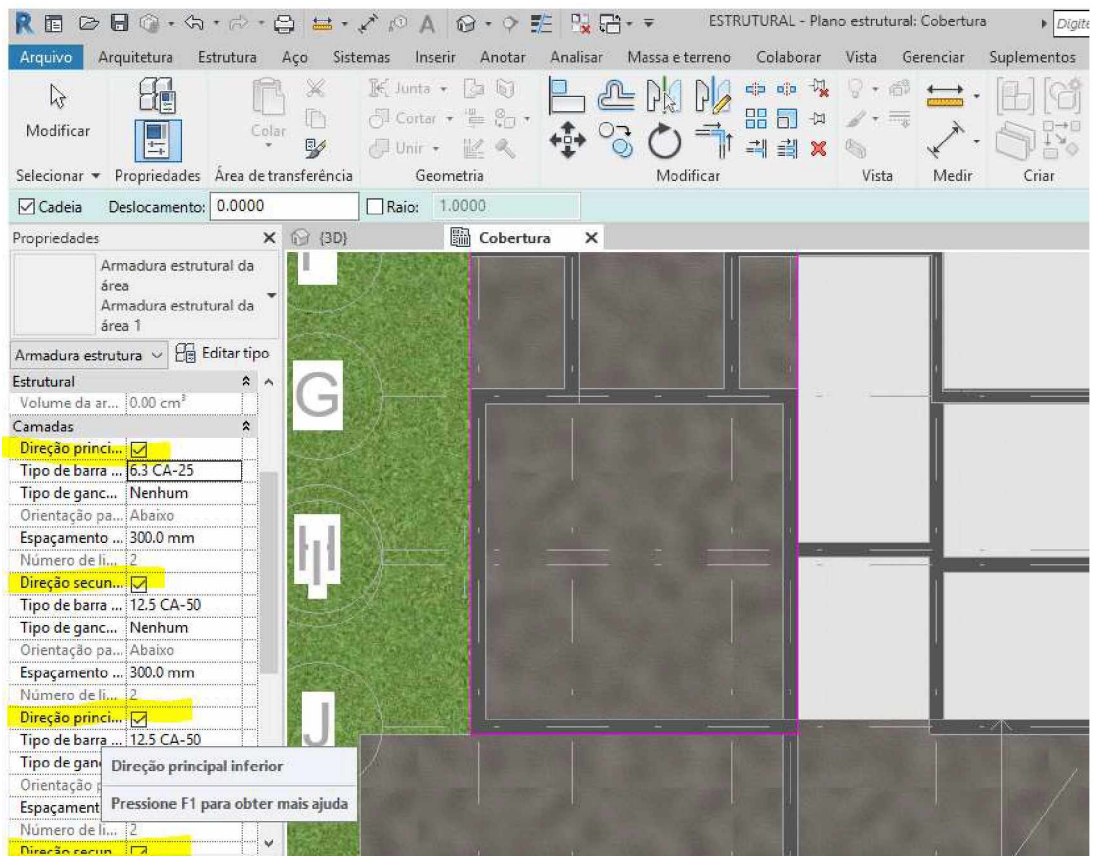 R A ESTRUTURAL - Plano estrutural: Cobertura Digite
Arquivo Arquitetura Estrutura Aço Sistemas Inserir Anotar Analisar Massa e terreno Colaborar Vista Gerenciar Suplementos
Modificar Colar Junta
Cortar
Unir
Selecionar Propriedades Área de transferência Geometria Modificar Vista Medir Criar
Cadeia Deslocamento: 0.0000 Raio: 1.0000
Propriedades {3D} Cobertura
Armadura estrutural da
área
Armadura estrutural da
área 1
Armadura estrutura Editar tipo
Estrutural
Volume da ar... 0.00 cm³
Camadas
Direção princi...
Tipo de barra ... 6.3 CA-25
Tipo de ganc... Nenhum
Orientação pa... Abaixo
Espaçamento ... 300.0 mm
Número de li... 2
Direção secun...
Tipo de barra ... 12.5 CA-50
Tipo de ganc... Nenhum
Orientação pa... Abaixo
Espaçamento ... 300.0 mm
Número de li... 2
Direção princi...
Tipo de barra ... 12.5 CA-50
Tipo de gan
Orientação p
Espaçament
Número de li... 2
Direção secun...
Direção principal inferior
Pressione F1 para obter mais ajuda
G
H
I
J